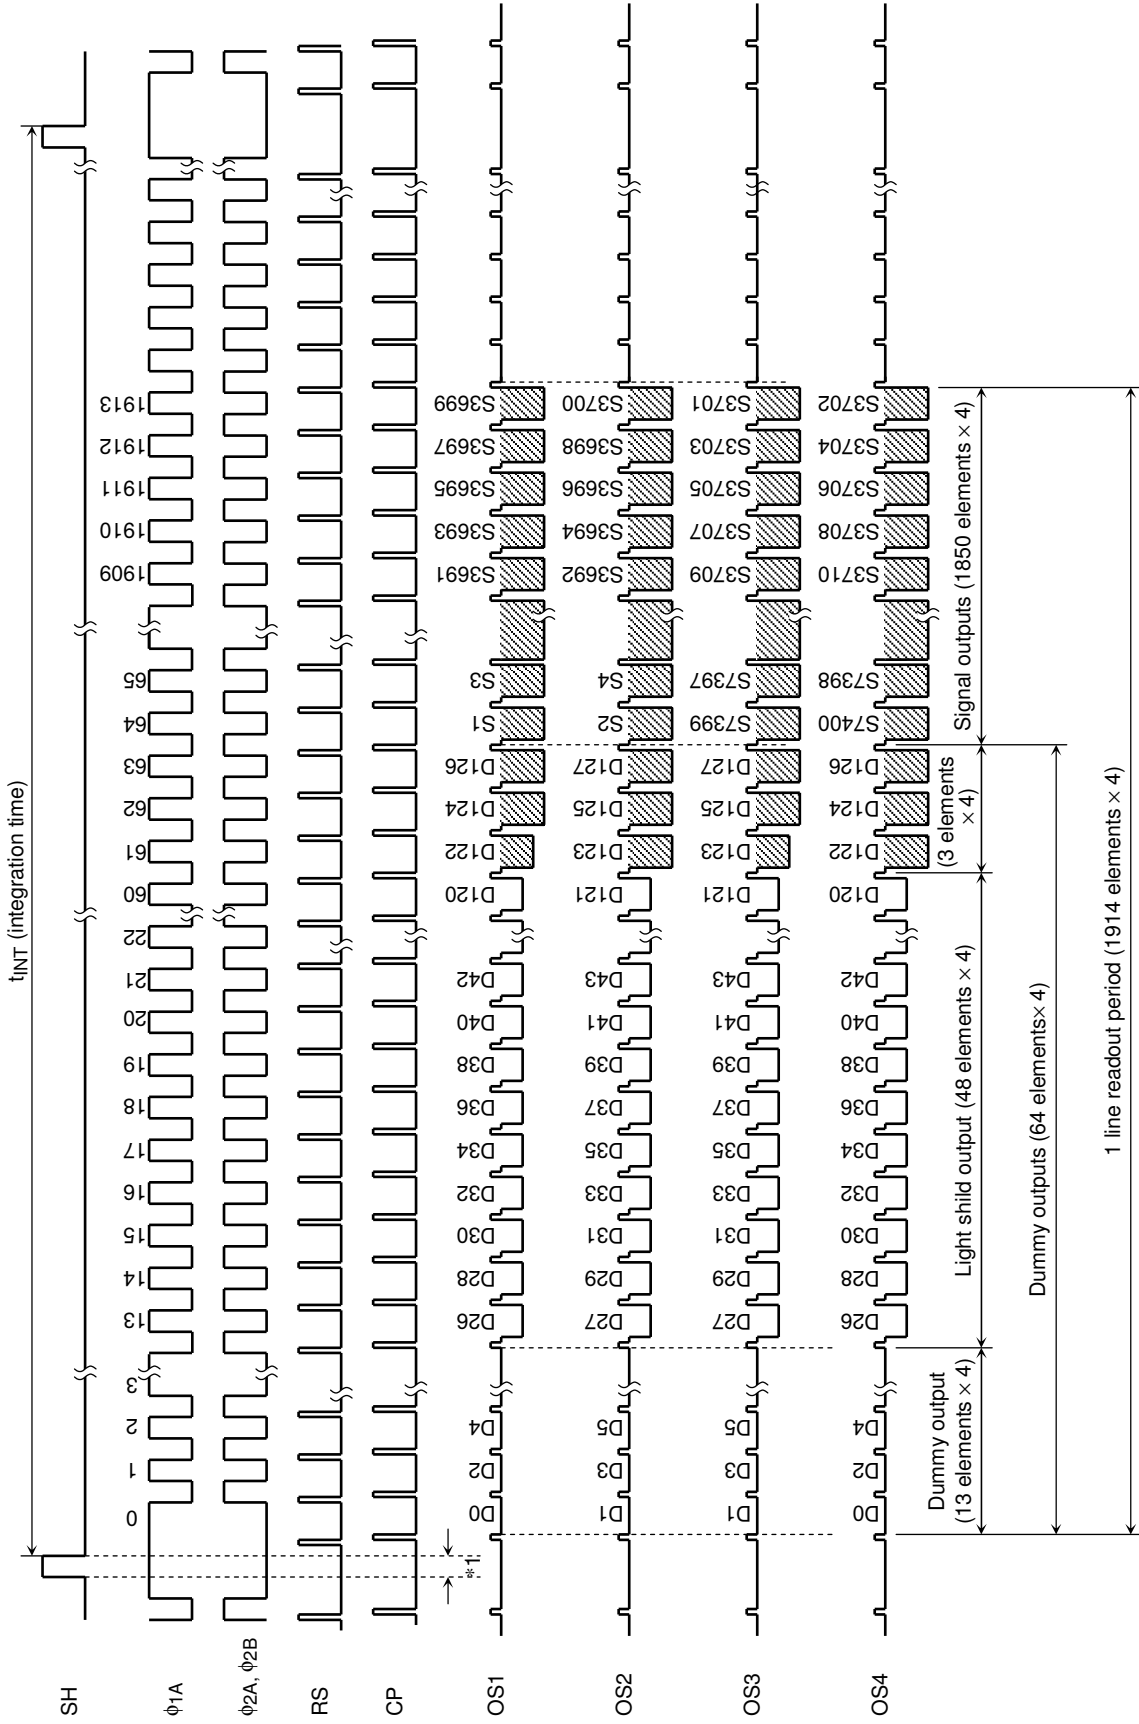 tINT (integration time)
SH
φ1A
0 1 2 3 13 14 15 16 17 18 19 20 21 22 60 61 62 63 64 65 1909 1910 1911 1912 1913
φ2A, φ2B
RS
CP
*1
OS1
D0 D2 D4 D26 D28 D30 D32 D34 D36 D38 D40 D42 D120 D122 D124 D126 S1 S3 S3691 S3693 S3695 S3697 S3699
OS2
D1 D3 D5 D27 D29 D31 D33 D35 D37 D39 D41 D43 D121 D123 D125 D127 S2 S4 S3692 S3694 S3696 S3698 S3700
OS3
D1 D3 D5 D27 D29 D31 D33 D35 D37 D39 D41 D43 D121 D123 D125 D127 S7399 S7397 S3709 S3707 S3705 S3703 S3701
OS4
D0 D2 D4 D26 D28 D30 D32 D34 D36 D38 D40 D42 D120 D122 D124 D126 S7400 S7398 S3710 S3708 S3706 S3704 S3702
Dummy output
(13 elements × 4)
Light shild output (48 elements × 4)
(3 elements
× 4)
Signal outputs (1850 elements × 4)
Dummy outputs (64 elements× 4)
1 line readout period (1914 elements × 4)